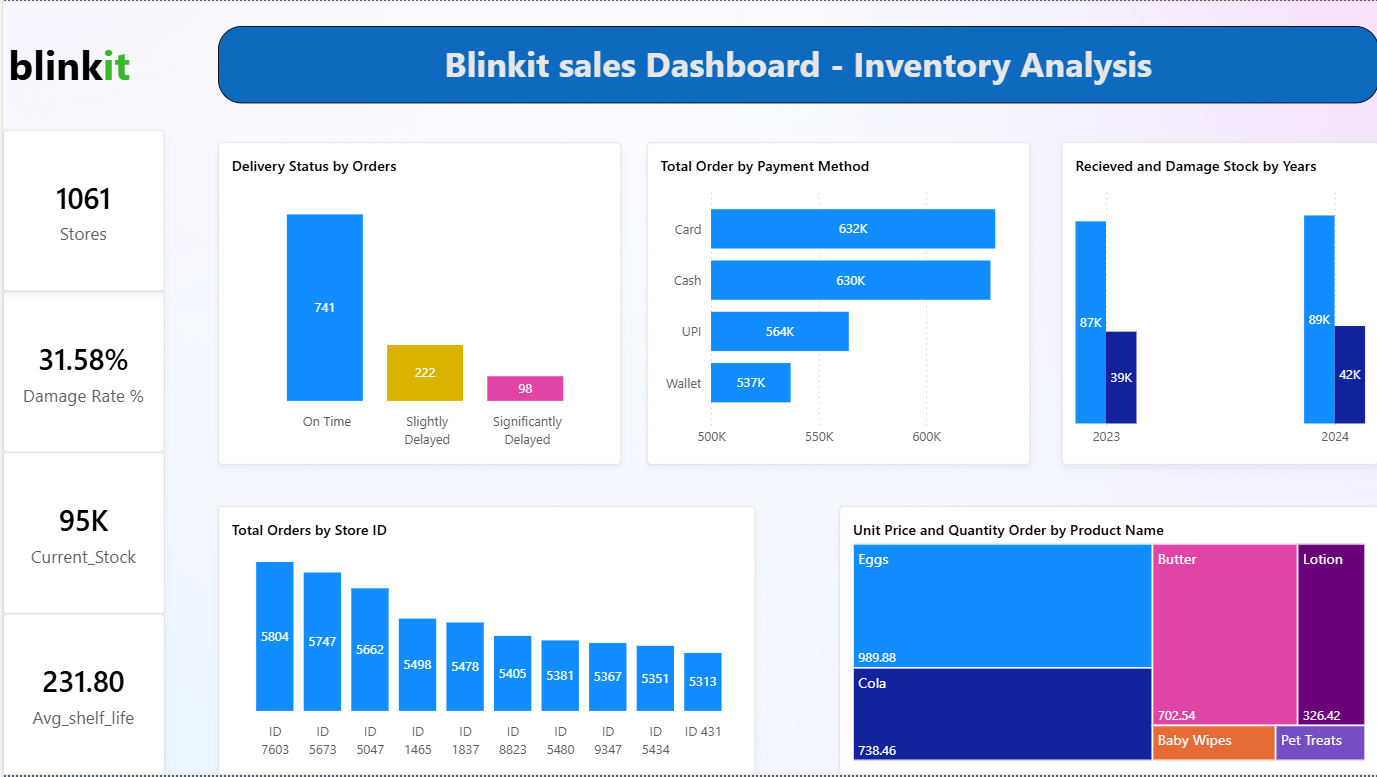 blinkit
Blinkit sales Dashboard - Inventory Analysis
1061
Stores
31.58%
Damage Rate %
95K
Current_Stock
231.80
Avg_shelf_life
Delivery Status by Orders
741
222
98
On Time
Slightly
Delayed
Significantly
Delayed
Total Order by Payment Method
Card
632K
Cash
630K
UPI
564K
Wallet
537K
500K
550K
600K
Recieved and Damage Stock by Years
87K
39K
89K
42K
2023
2024
Total Orders by Store ID
5804
5747
5662
5498
5478
5405
5381
5367
5351
5313
ID
7603
ID
5673
ID
5047
ID
1465
ID
1837
ID
8823
ID
5480
ID
9347
ID
5434
ID 431
Unit Price and Quantity Order by Product Name
Eggs
989.88
Cola
738.46
Butter
702.54
Lotion
326.42
Baby Wipes
Pet Treats